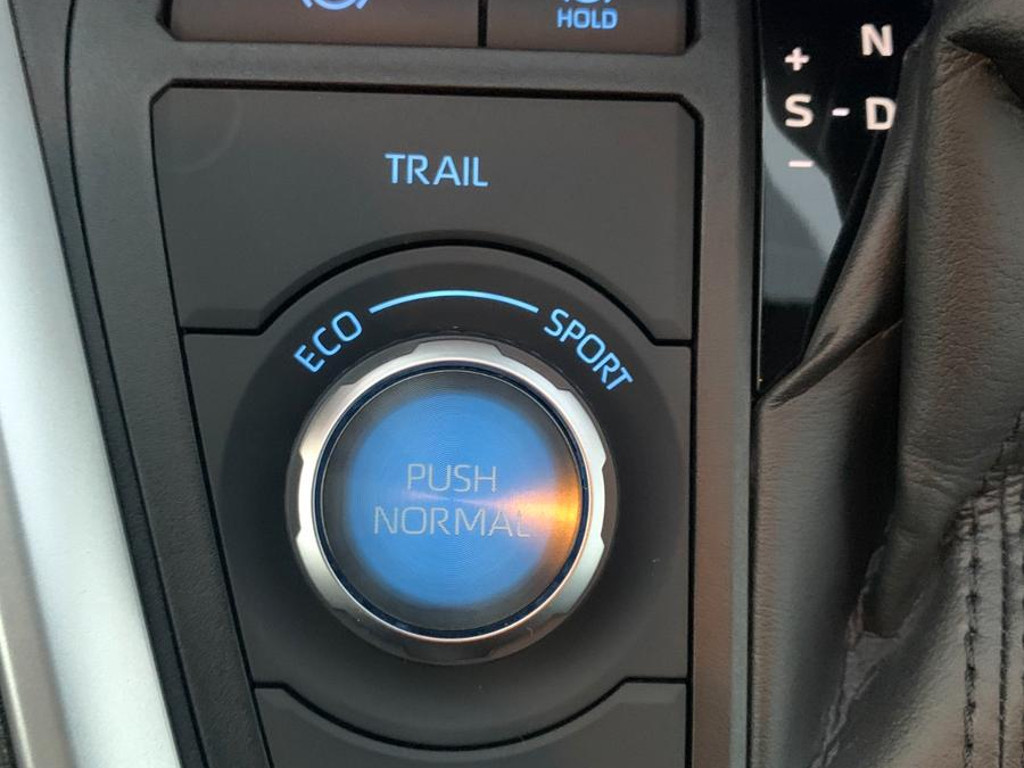 HOLD
N
+
S - D
-
TRAIL
ECO
SPORT
PUSH
NORMAL